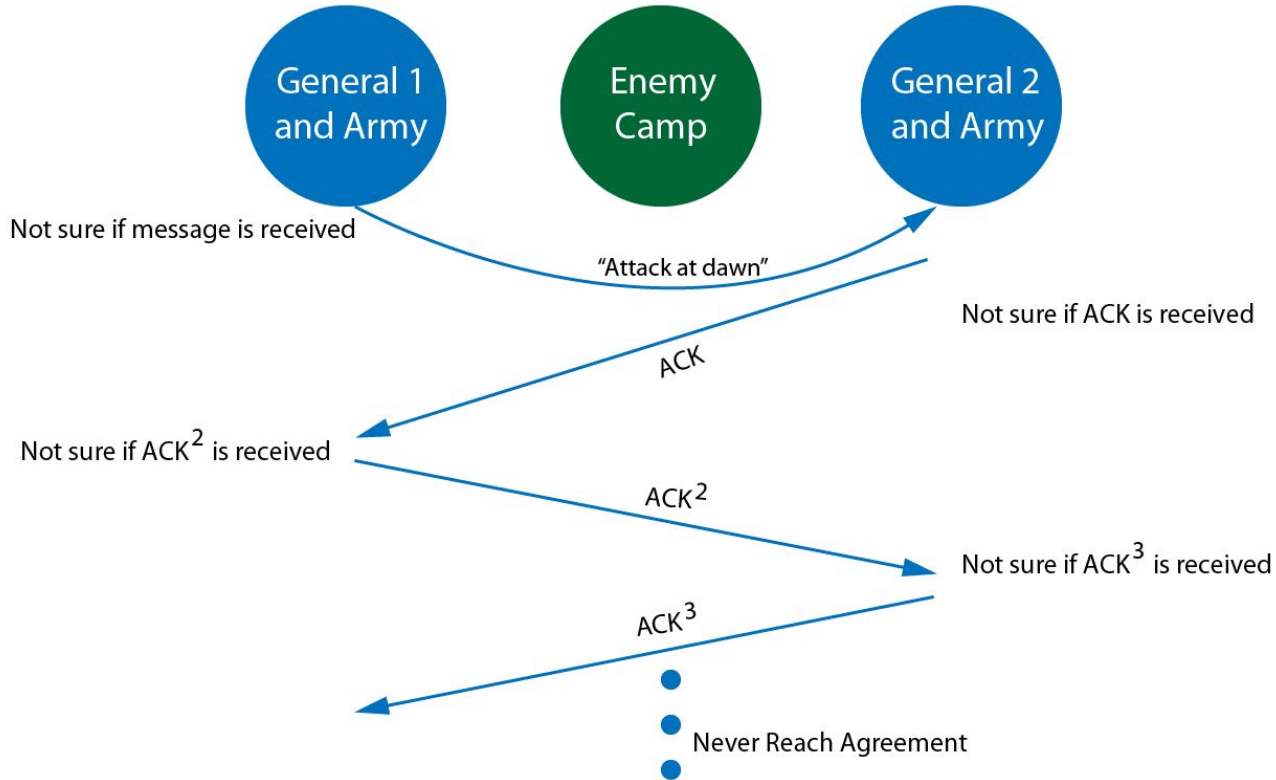 General 1
and Army
Enemy
Camp
General 2
and Army
Not sure if message is received
“Attack at dawn”
Not sure if ACK is received
ACK
Not sure if ACK² is received
ACK²
Not sure if ACK³ is received
ACK³
Never Reach Agreement